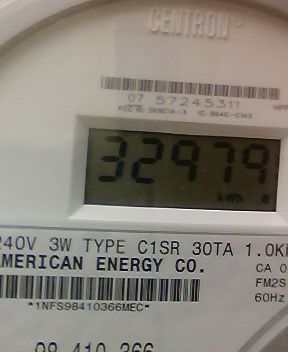 CENTRON®
07 57245311
32979
kWh
240V 3W TYPE C1SR 30TA 1.0K
AMERICAN ENERGY CO.
CA 0
FM2S
60Hz
*1NFS98410366MEC*
98 410 366